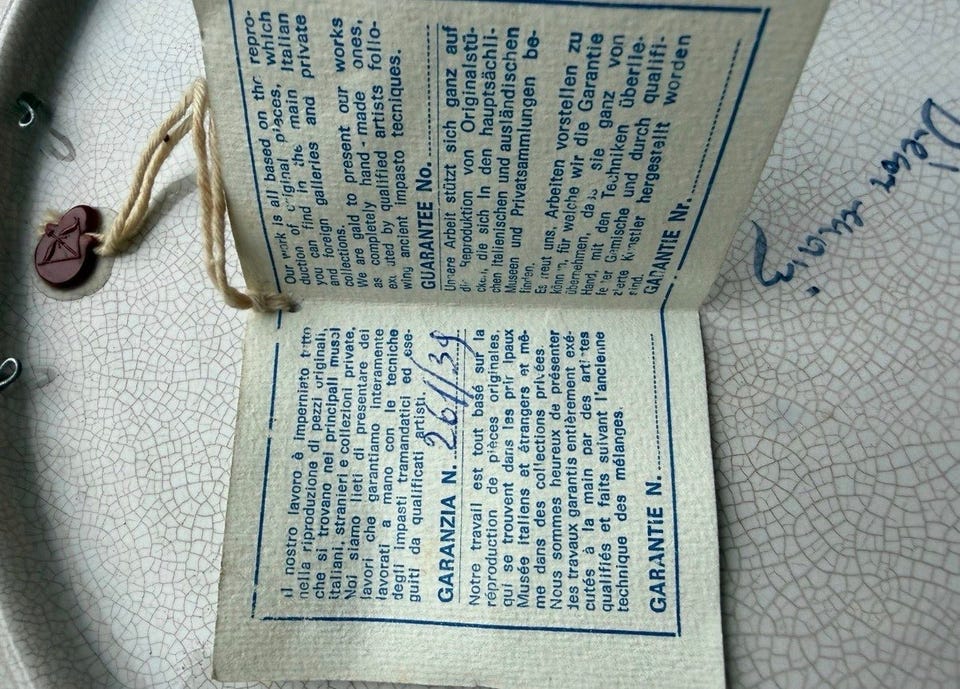 Il nostro lavoro è imperniato tutto
nella riproduzione di pezzi originali,
che si trovano nei principali musei
italiani, stranieri e collezioni private,
Noi siamo lieti di presentare dei
lavori che garantiamo interamente
lavorati a mano con le tecniche
degli impasti tramandatici ed ese-
guiti da qualificati artisti.
GARANZIA N. 261/39
Notre travail est tout basé sur la
réproduction de pièces originales,
qui se trouvent dans les principaux
Musée italiens et étrangers et mê-
me dans des collections privées
Nous sommes heureux de présenter
des travaux garantis entièrement exé-
cutés à la main par des artistes
qualifiés et faits suivant l'ancienne
technique des mélanges.
GARANTIE N.
Our work is all based on the repro-
duction of original pieces, which
you can find in the main Italian
and foreign galleries and private
collections.
We are gald to present our works
as completely hand-made ones,
executed by qualified artists follo-
wing ancient impasto tecniques.
GUARANTEE No.
Unsere Arbeit stützt sich ganz auf
die Reproduktion von Originalstü-
cken, die sich in den hauptsächli-
chen italienischen und ausländischen
Museen und Privatsammlungen be-
finden.
Es freut uns, Arbeiten vorstellen zu
können, für welche wir die Garantie
übernehmen, dass sie ganz von
Hand, mit den Techniken überlie-
ferter Gemische und durch qualifi-
zierte Künstler hergestellt worden
sind.
GARANTIE Nr.